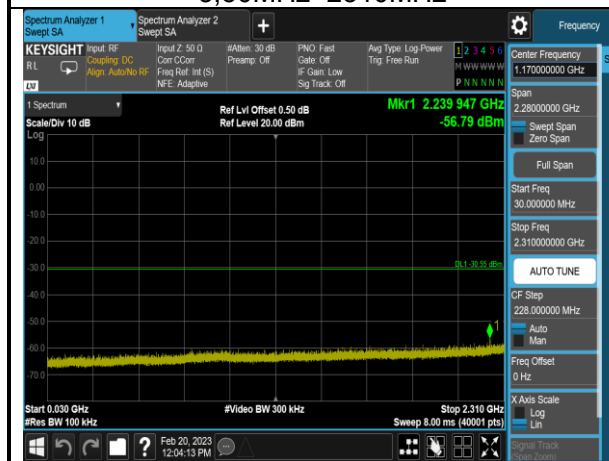 Spectrum Analyzer 1
Swept SA
Spectrum Analyzer 2
Swept SA
+
Frequency
KEYSIGHT
RL
LXI
Input: RF
Coupling: DC
Align: Auto/No RF
Input Z: 50 Ω
Corr CCorr
Freq Ref: Int (S)
NFE: Adaptive
#Atten: 30 dB
Preamp: Off
PNO: Fast
Gate: Off
IF Gain: Low
Sig Track: Off
Avg Type: Log-Power
Trig: Free Run
1 2 3 4 5 6
M W W W W W
P N N N N N
1 Spectrum
Scale/Div 10 dB
Log
Ref Lvl Offset 0.50 dB
Ref Level 20.00 dBm
Mkr1 2.239 947 GHz
-56.79 dBm
10.0
0.00
-10.0
-20.0
-30.0
-40.0
-50.0
-60.0
-70.0
DL1 -30.55 dBm
1
Start 0.030 GHz
#Res BW 100 kHz
#Video BW 300 kHz
Stop 2.310 GHz
Sweep 8.00 ms (40001 pts)
Feb 20, 2023
12:04:13 PM
?
Center Frequency
1.170000000 GHz
Span
2.28000000 GHz
Swept Span
Zero Span
Full Span
Start Freq
30.000000 MHz
Stop Freq
2.310000000 GHz
AUTO TUNE
CF Step
228.000000 MHz
Auto
Man
Freq Offset
0 Hz
X Axis Scale
Log
Lin
Signal Track
(Span Zoom)